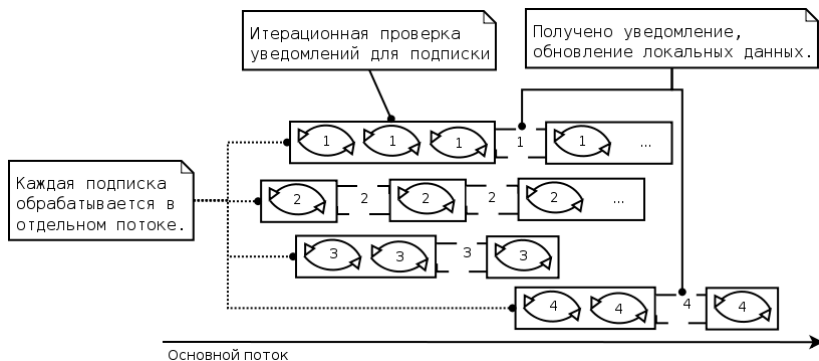 Итерационная проверка
уведомлений для подписки
Получено уведомление,
обновление локальных данных.
1 1 1 1 1 ...
Каждая подписка
обрабатывается в
отдельном потоке.
2 2 2 2 2 ...
3 3 3 3
4 4 4 4
Основной поток